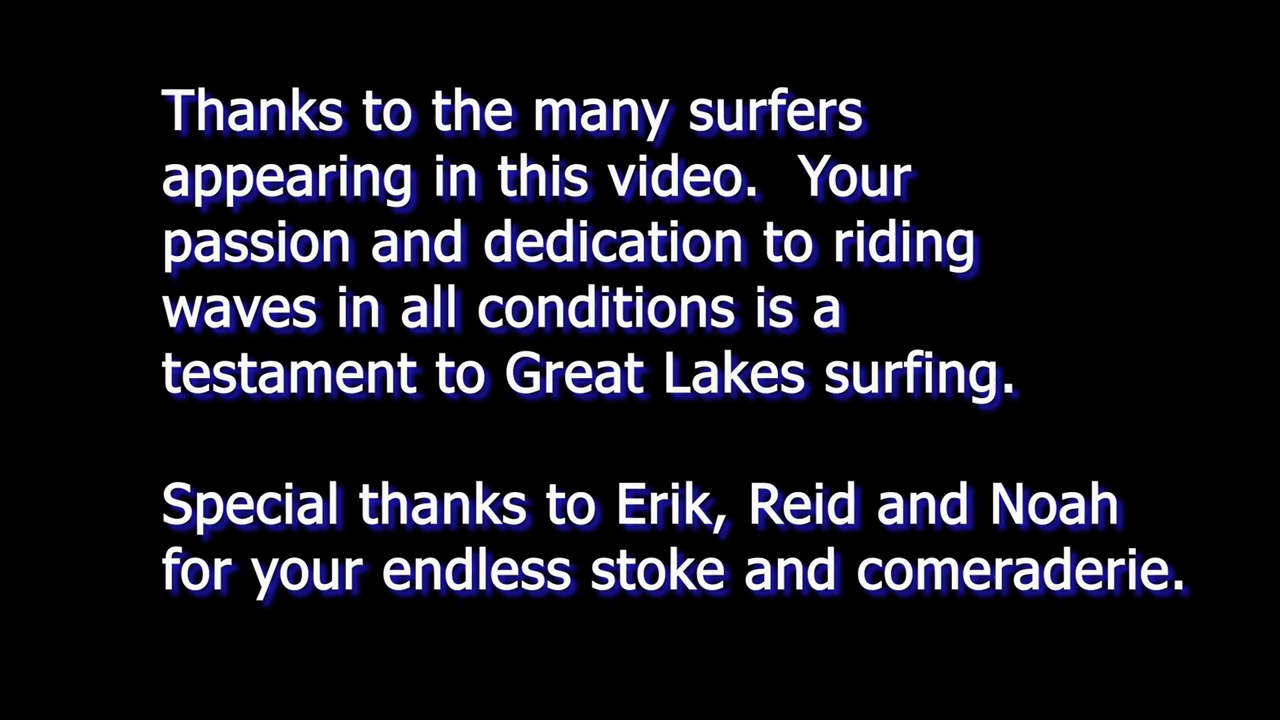 Thanks to the many surfers
appearing in this video.  Your
passion and dedication to riding
waves in all conditions is a
testament to Great Lakes surfing.
Special thanks to Erik, Reid and Noah
for your endless stoke and comeraderie.